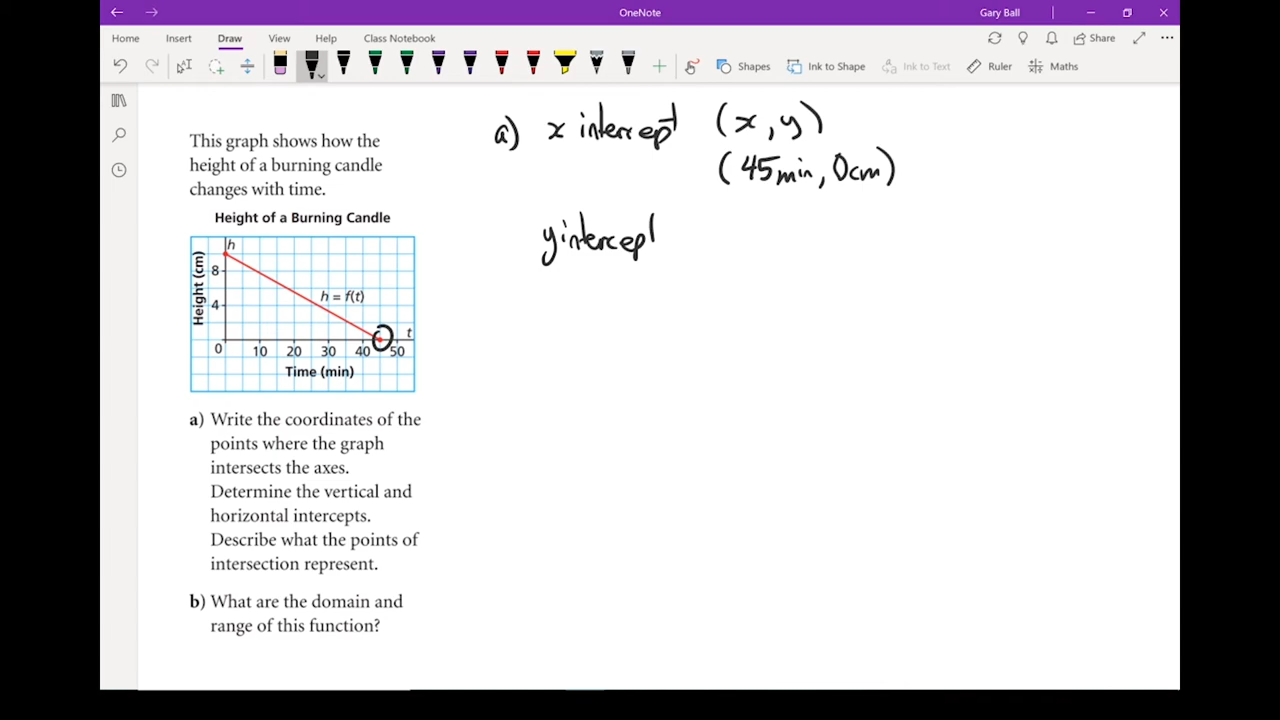 OneNote
Gary Ball
Home Insert Draw View Help Class Notebook
Share
Shapes Ink to Shape Ink to Text Ruler Maths
This graph shows how the
height of a burning candle
changes with time.
Height of a Burning Candle
h
Height (cm)
8
4
h = f(t)
t
0 10 20 30 40 50
Time (min)
a) Write the coordinates of the
points where the graph
intersects the axes.
Determine the vertical and
horizontal intercepts.
Describe what the points of
intersection represent.
b) What are the domain and
range of this function?
a) x intercept (x, y)
(45min, 0cm)
y intercept